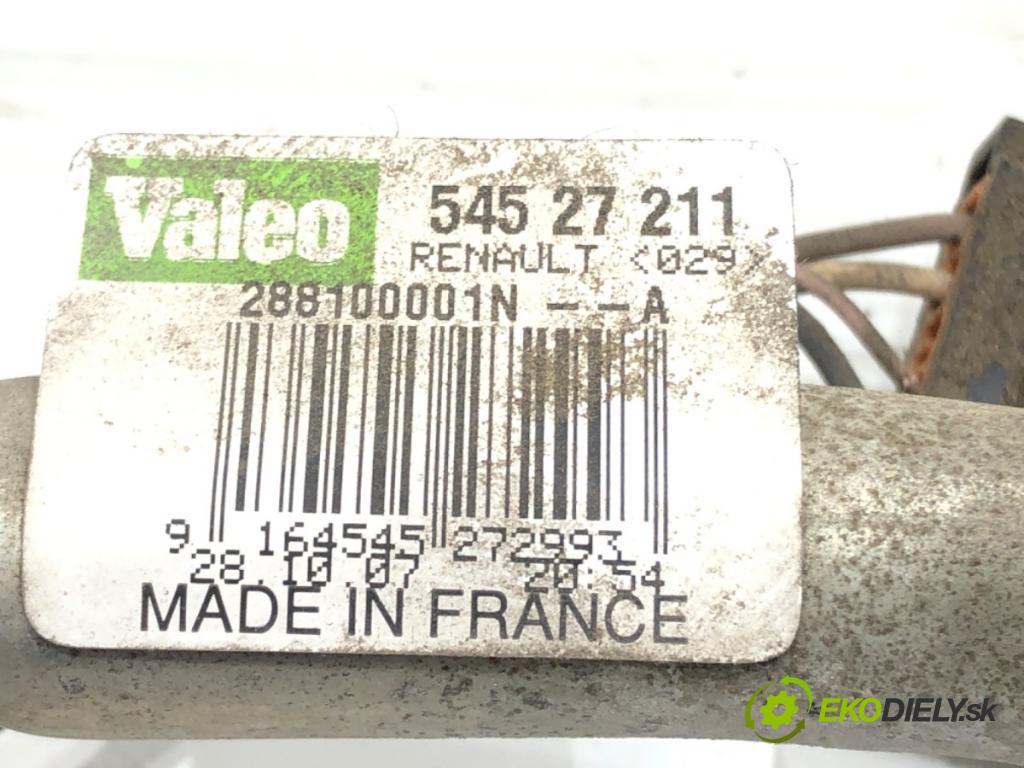 Valeo 545 27 211
RENAULT <029>
288100001N -- A
9 164545 272993
28.10.07 20:54
MADE IN FRANCE
EKODIELY.sk